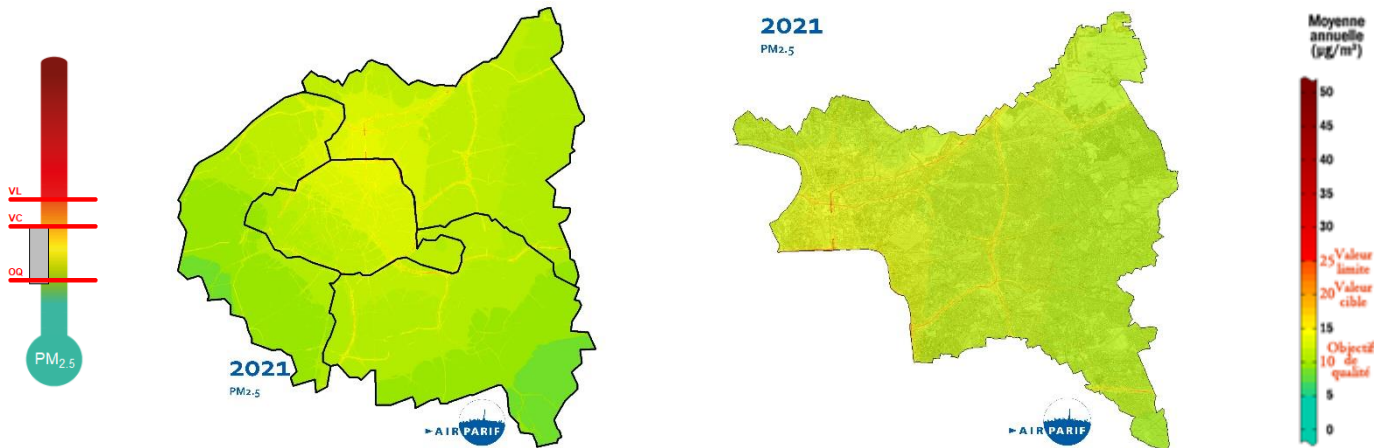 VL
VC
OQ
PM2.5
2021
PM2.5
AIRPARIF
2021
PM2.5
AIRPARIF
Moyenne
annuelle
(µg/m³)
50
45
40
35
30
25 Valeur
limite
20 Valeur
cible
15
Objectif
10 de
qualité
5
0